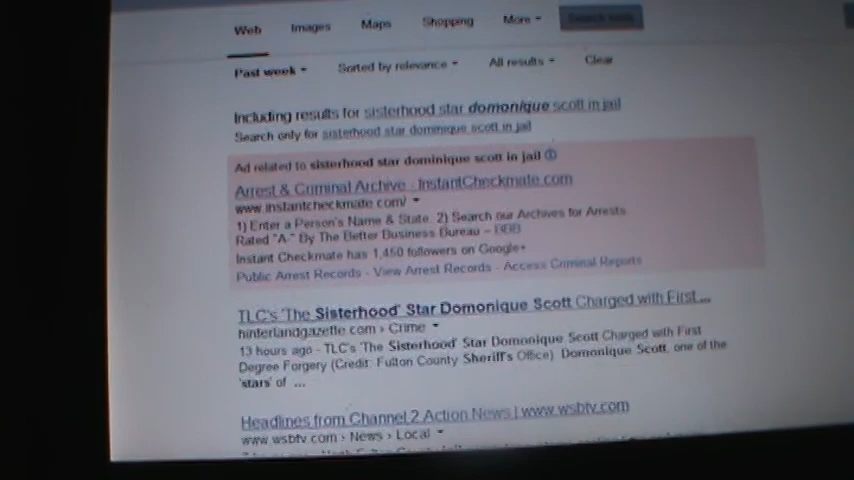 Web Images Maps Shopping More Search tools
Past week Sorted by relevance All results Clear
Including results for sisterhood star domonique scott in jail
Search only for sisterhood star dominique scott in jail
Ad related to sisterhood star dominique scott in jail
Arrest & Criminal Archive - InstantCheckmate.com
www.instantcheckmate.com/
1) Enter a Person's Name & State. 2) Search our Archives for Arrests
Rated "A-" By The Better Business Bureau – BBB
Instant Checkmate has 1,450 followers on Google+
Public Arrest Records - View Arrest Records - Access Criminal Reports
TLC's 'The Sisterhood' Star Domonique Scott Charged with First...
hinterlandgazette.com › Crime
13 hours ago - TLC's 'The Sisterhood' Star Domonique Scott Charged with First
Degree Forgery (Credit: Fulton County Sheriff's Office). Domonique Scott, one of the
'stars' of ...
Headlines from Channel 2 Action News | www.wsbtv.com
www.wsbtv.com › News › Local